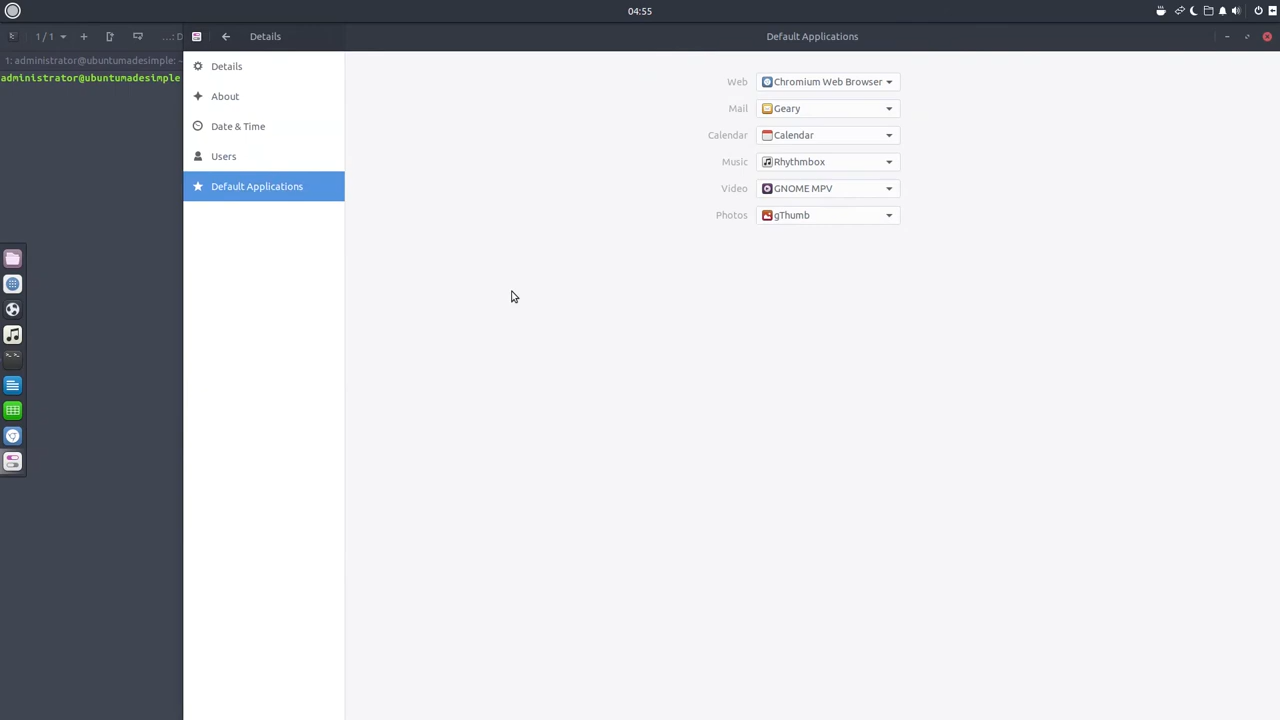 04:55
1 / 1
...: D
Details
Default Applications
1: administrator@ubuntumadesimple: ~
administrator@ubuntumadesimple
Details
About
Date & Time
Users
Default Applications
Web Chromium Web Browser
Mail Geary
Calendar Calendar
Music Rhythmbox
Video GNOME MPV
Photos gThumb